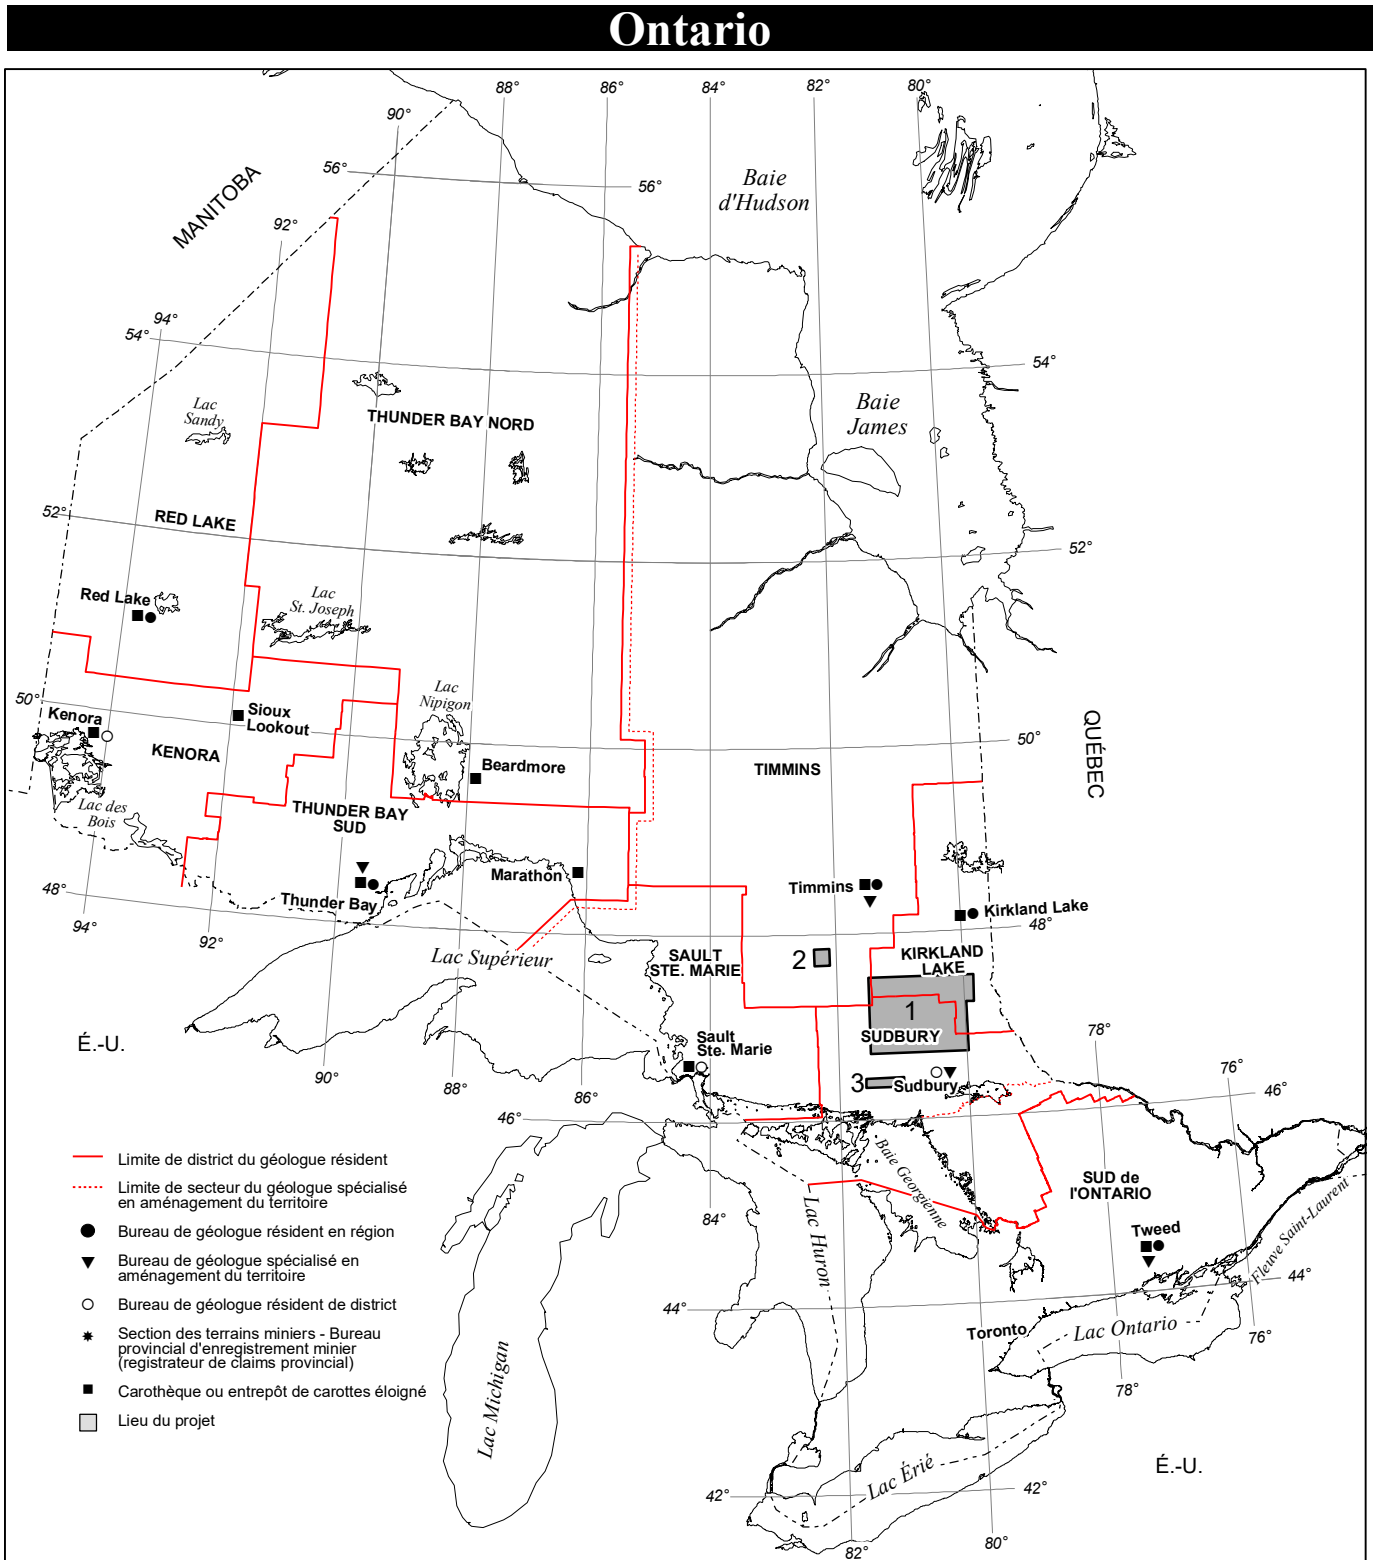 Ontario
88°
86°
84°
82°
80°
90°
56°
56°
Baie
d'Hudson
MANITOBA
92°
94°
54°
54°
Lac
Sandy
THUNDER BAY NORD
Baie
James
52°
RED LAKE
52°
Red Lake
Lac
St. Joseph
50°
Kenora
Sioux
Lookout
Lac
Nipigon
KENORA
Beardmore
TIMMINS
50°
QUÉBEC
Lac des
Bois
THUNDER BAY
SUD
48°
94°
92°
Thunder Bay
Marathon
Timmins
Kirkland Lake
48°
Lac Supérieur
SAULT
STE. MARIE
2
KIRKLAND
LAKE
1
SUDBURY
É.-U.
Sault
Ste. Marie
78°
90°
88°
86°
3
Sudbury
76°
46°
46°
Limite de district du géologue résident
Limite de secteur du géologue spécialisé
en aménagement du territoire
Bureau de géologue résident en région
Bureau de géologue spécialisé en
aménagement du territoire
Bureau de géologue résident de district
Section des terrains miniers - Bureau
provincial d'enregistrement minier
(registrateur de claims provincial)
Carothèque ou entrepôt de carottes éloigné
Lieu du projet
Baie Georgienne
SUD de
l'ONTARIO
84°
Lac Huron
Tweed
Fleuve Saint-Laurent
44°
44°
Toronto
Lac Ontario
76°
78°
Lac Michigan
Lac Érié
É.-U.
42°
42°
82°
80°